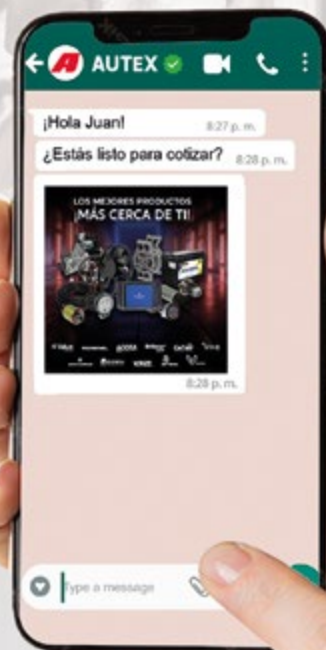 AUTEX
¡Hola Juan!
8:27 p. m.
¿Estás listo para cotizar?
8:28 p. m.
LOS MEJORES PRODUCTOS
¡MÁS CERCA DE TI!
8:28 p. m.
Type a message